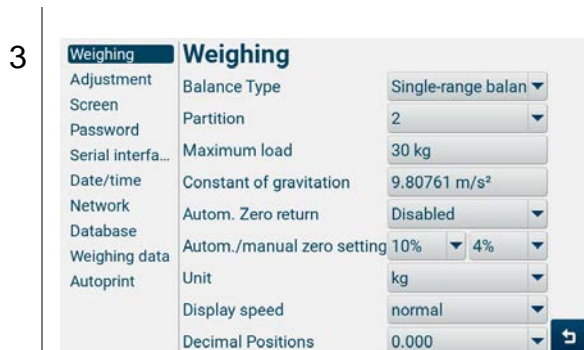 3
Weighing
Adjustment
Screen
Password
Serial interfa...
Date/time
Network
Database
Weighing data
Autoprint
Weighing
Balance Type Single-range balan
Partition 2
Maximum load 30 kg
Constant of gravitation 9.80761 m/s²
Autom. Zero return Disabled
Autom./manual zero setting 10% 4%
Unit kg
Display speed normal
Decimal Positions 0.000